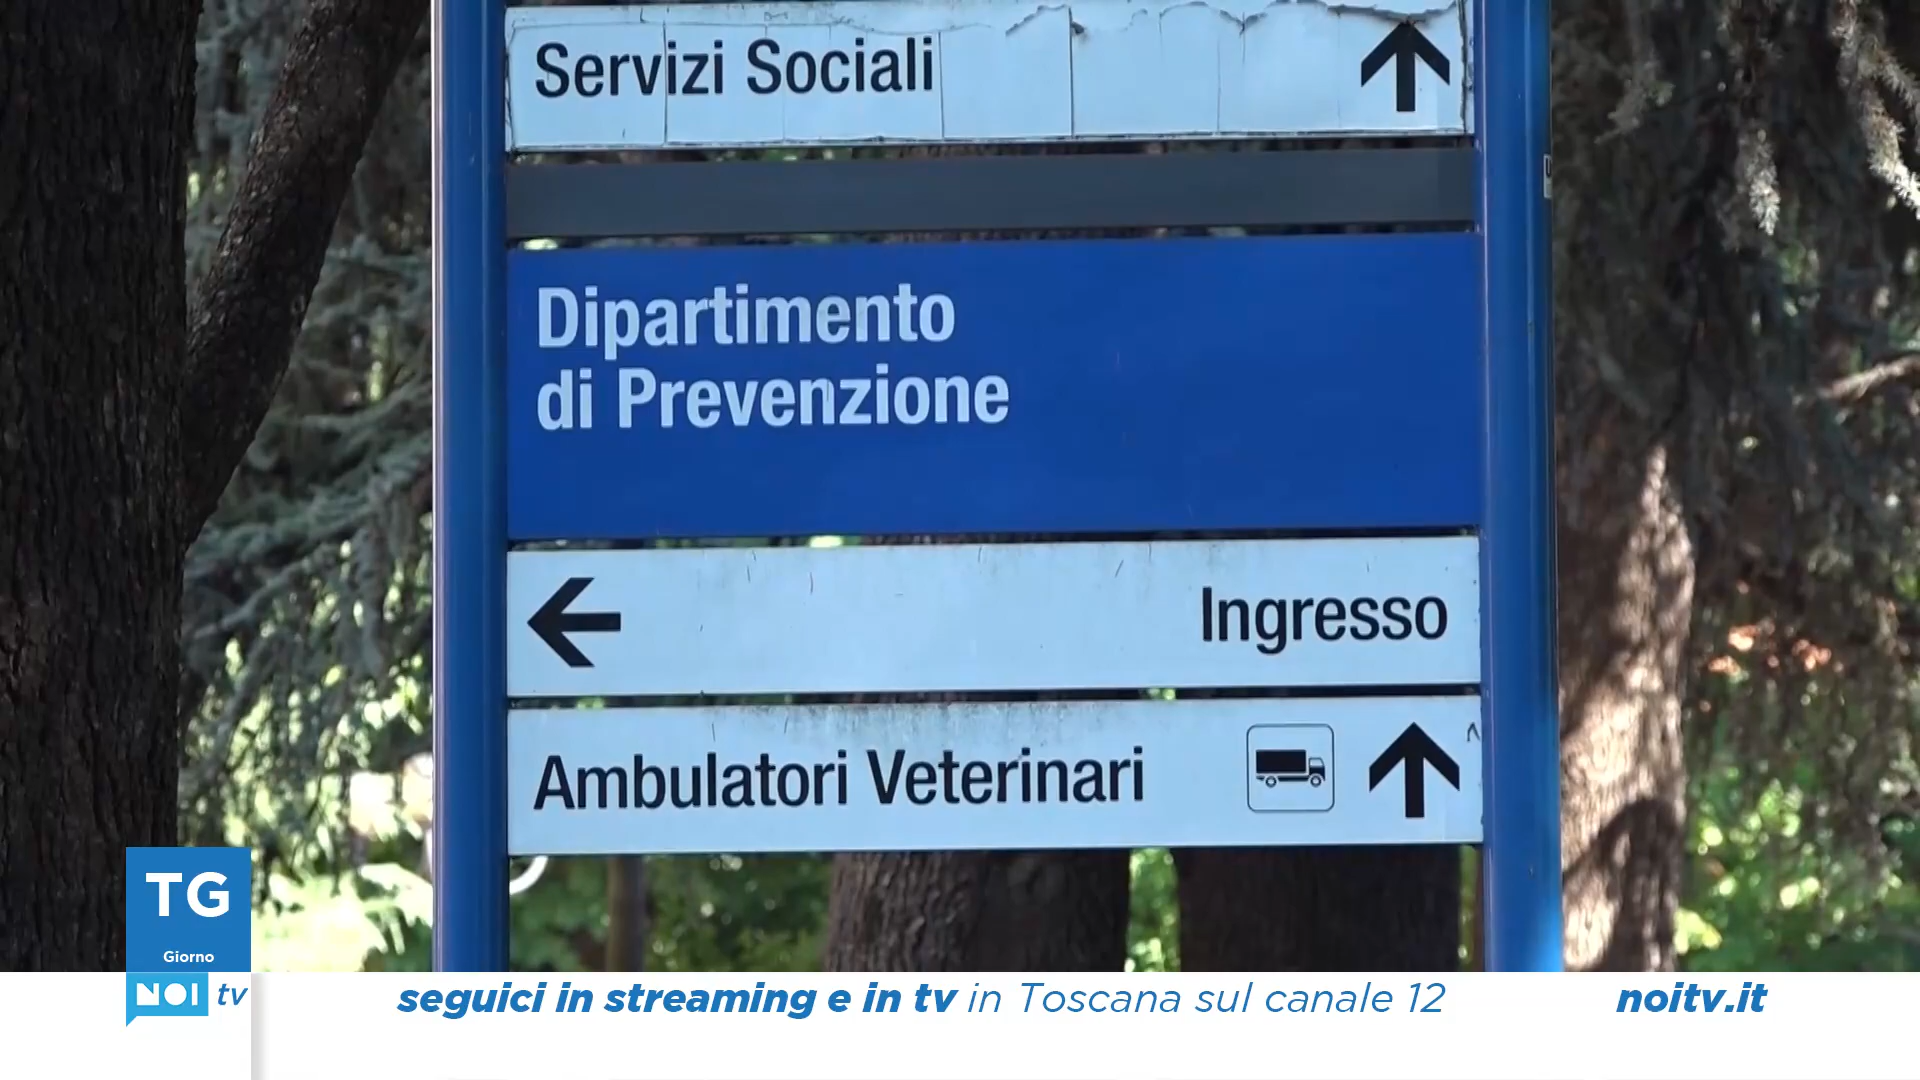 Servizi Sociali
Dipartimento
di Prevenzione
Ingresso
Ambulatori Veterinari
TG
Giorno
NOI tv
seguici in streaming e in tv in Toscana sul canale 12
noitv.it